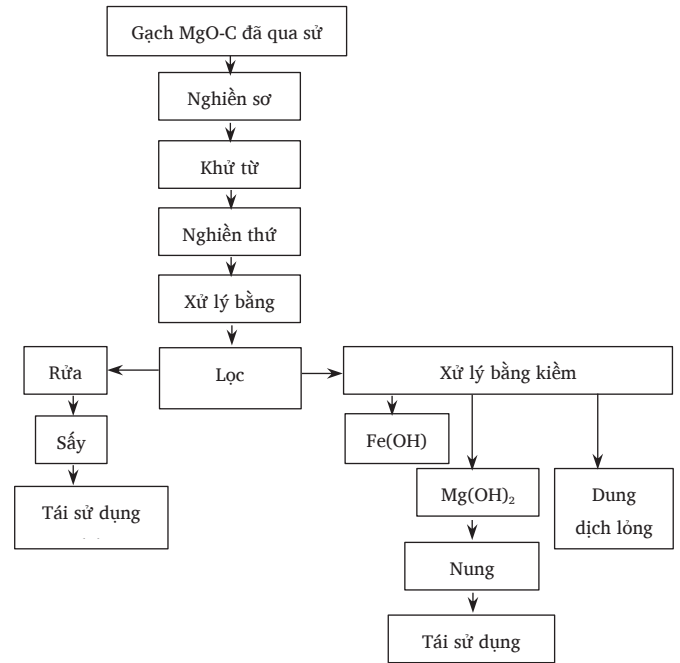 Gạch MgO-C đã qua sử
Nghiền sơ
Khử từ
Nghiền thứ
Xử lý bằng
Rửa
Lọc
Xử lý bằng kiềm
Sấy
Fe(OH)
Tái sử dụng
Mg(OH)₂
Dung
dịch lỏng
Nung
Tái sử dụng